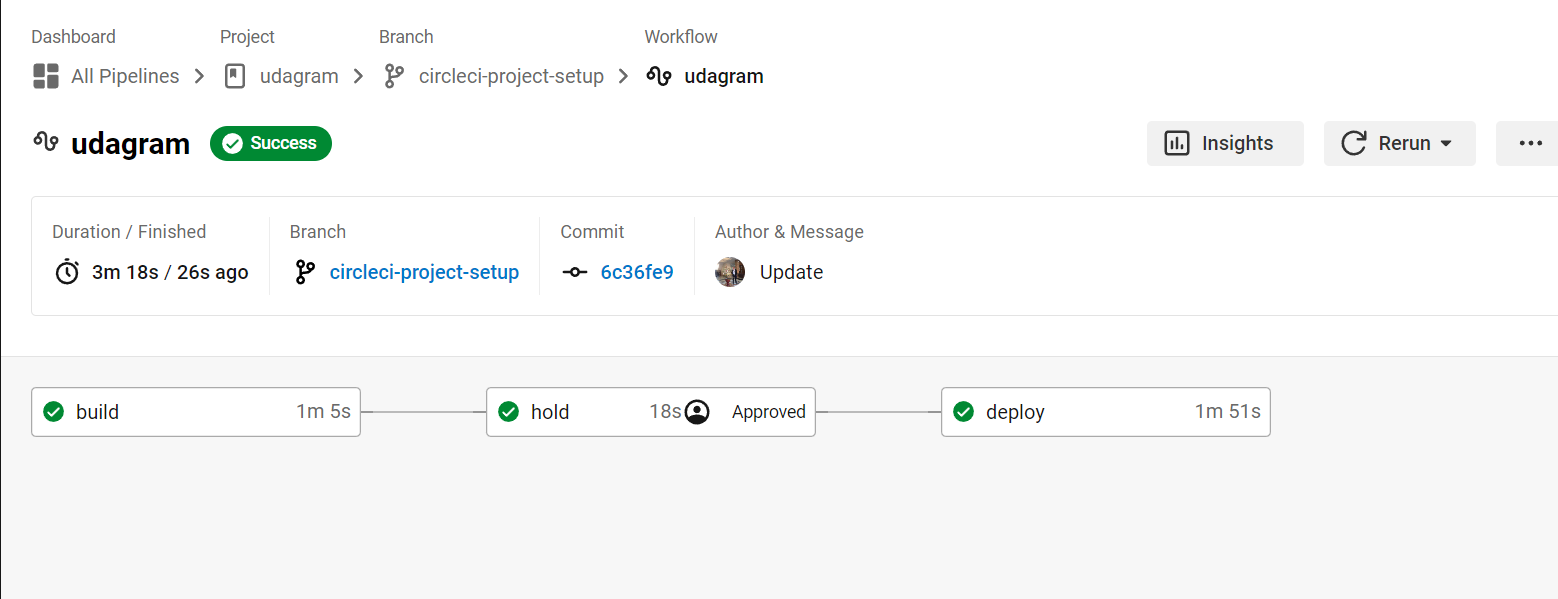 Dashboard Project Branch Workflow
All Pipelines udagram circleci-project-setup udagram
udagram Success Insights Rerun
Duration / Finished Branch Commit Author & Message
3m 18s / 26s ago circleci-project-setup 6c36fe9 Update
build 1m 5s hold 18s Approved deploy 1m 51s